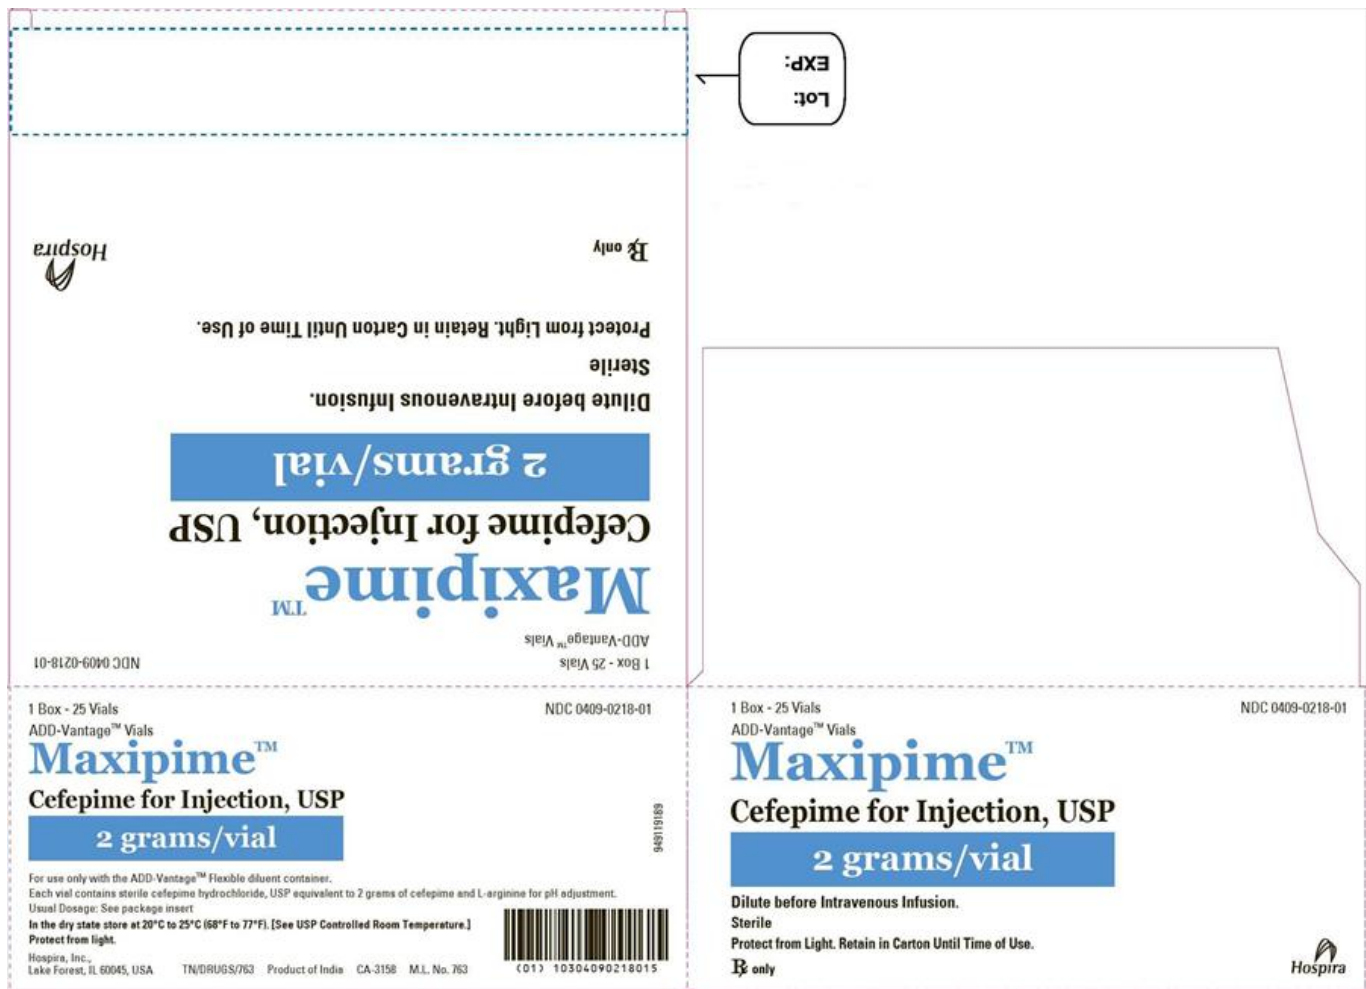 Lot:
EXP:
1 Box - 25 Vials
NDC 0409-0218-01
ADD-Vantage™ Vials
Maxipime™
Cefepime for Injection, USP
2 grams/vial
Dilute before Intravenous Infusion.
Sterile
Protect from Light. Retain in Carton Until Time of Use.
Rx only
Hospira
1 Box - 25 Vials
NDC 0409-0218-01
ADD-Vantage™ Vials
Maxipime™
Cefepime for Injection, USP
2 grams/vial
949119189
For use only with the ADD-Vantage™ Flexible diluent container.
Each vial contains sterile cefepime hydrochloride, USP equivalent to 2 grams of cefepime and L-arginine for pH adjustment.
Usual Dosage: See package insert
In the dry state store at 20°C to 25°C (68°F to 77°F). [See USP Controlled Room Temperature.]
Protect from light.
Hospira, Inc.,
Lake Forest, IL 60045, USA TN/DRUGS/763 Product of India CA-3158 M.L. No. 763
(01) 10304090218015
1 Box - 25 Vials
NDC 0409-0218-01
ADD-Vantage™ Vials
Maxipime™
Cefepime for Injection, USP
2 grams/vial
Dilute before Intravenous Infusion.
Sterile
Protect from Light. Retain in Carton Until Time of Use.
Rx only
Hospira